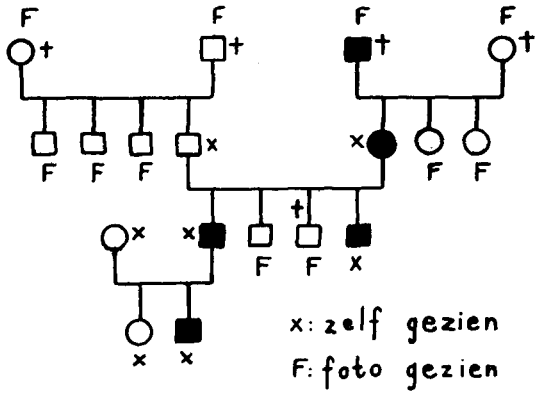 F F F F
† † † †
x x
F F F F F
†
x x
F F x
x x
x: zelf gezien
F: foto gezien